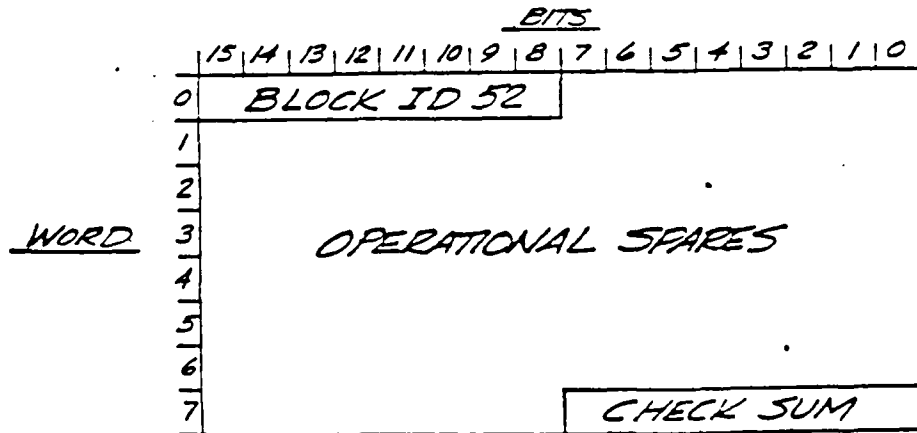 BITS
15 14 13 12 11 10 9 8 7 6 5 4 3 2 1 0
0 BLOCK ID 52
1
2
WORD 3 OPERATIONAL SPARES
4
5
6
7 CHECK SUM